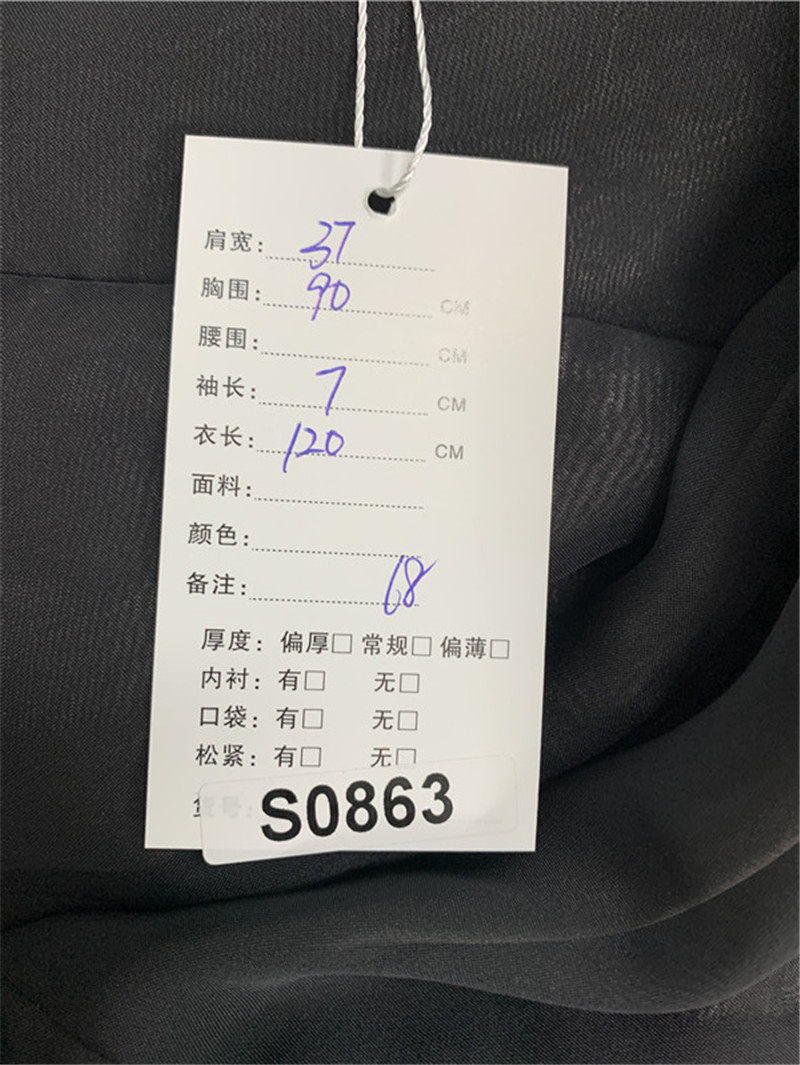 肩宽: 37
胸围: 90 CM
腰围: CM
袖长: 7 CM
衣长: 120 CM
面料:
颜色:
备注: 68
厚度: 偏厚□ 常规□ 偏薄□
内衬: 有□ 无□
口袋: 有□ 无□
松紧: 有□ 无□
货号: S0863